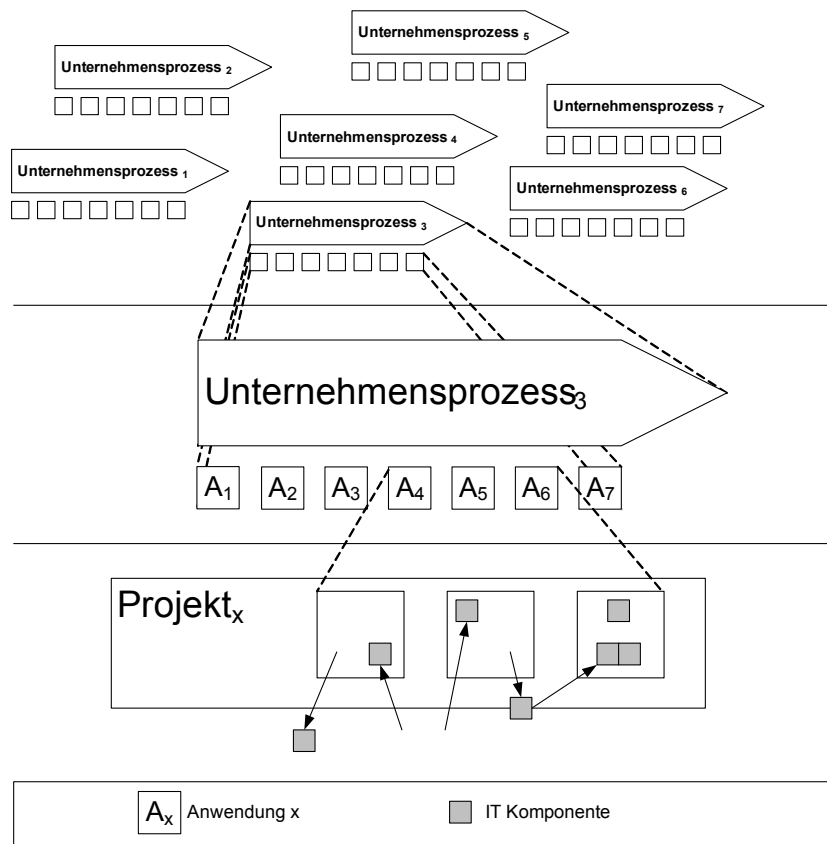 Unternehmensprozess 5
Unternehmensprozess 2
Unternehmensprozess 7
Unternehmensprozess 4
Unternehmensprozess 1
Unternehmensprozess 6
Unternehmensprozess 3
Unternehmensprozess3
A1 A2 A3 A4 A5 A6 A7
Projektx
Ax Anwendung x IT Komponente